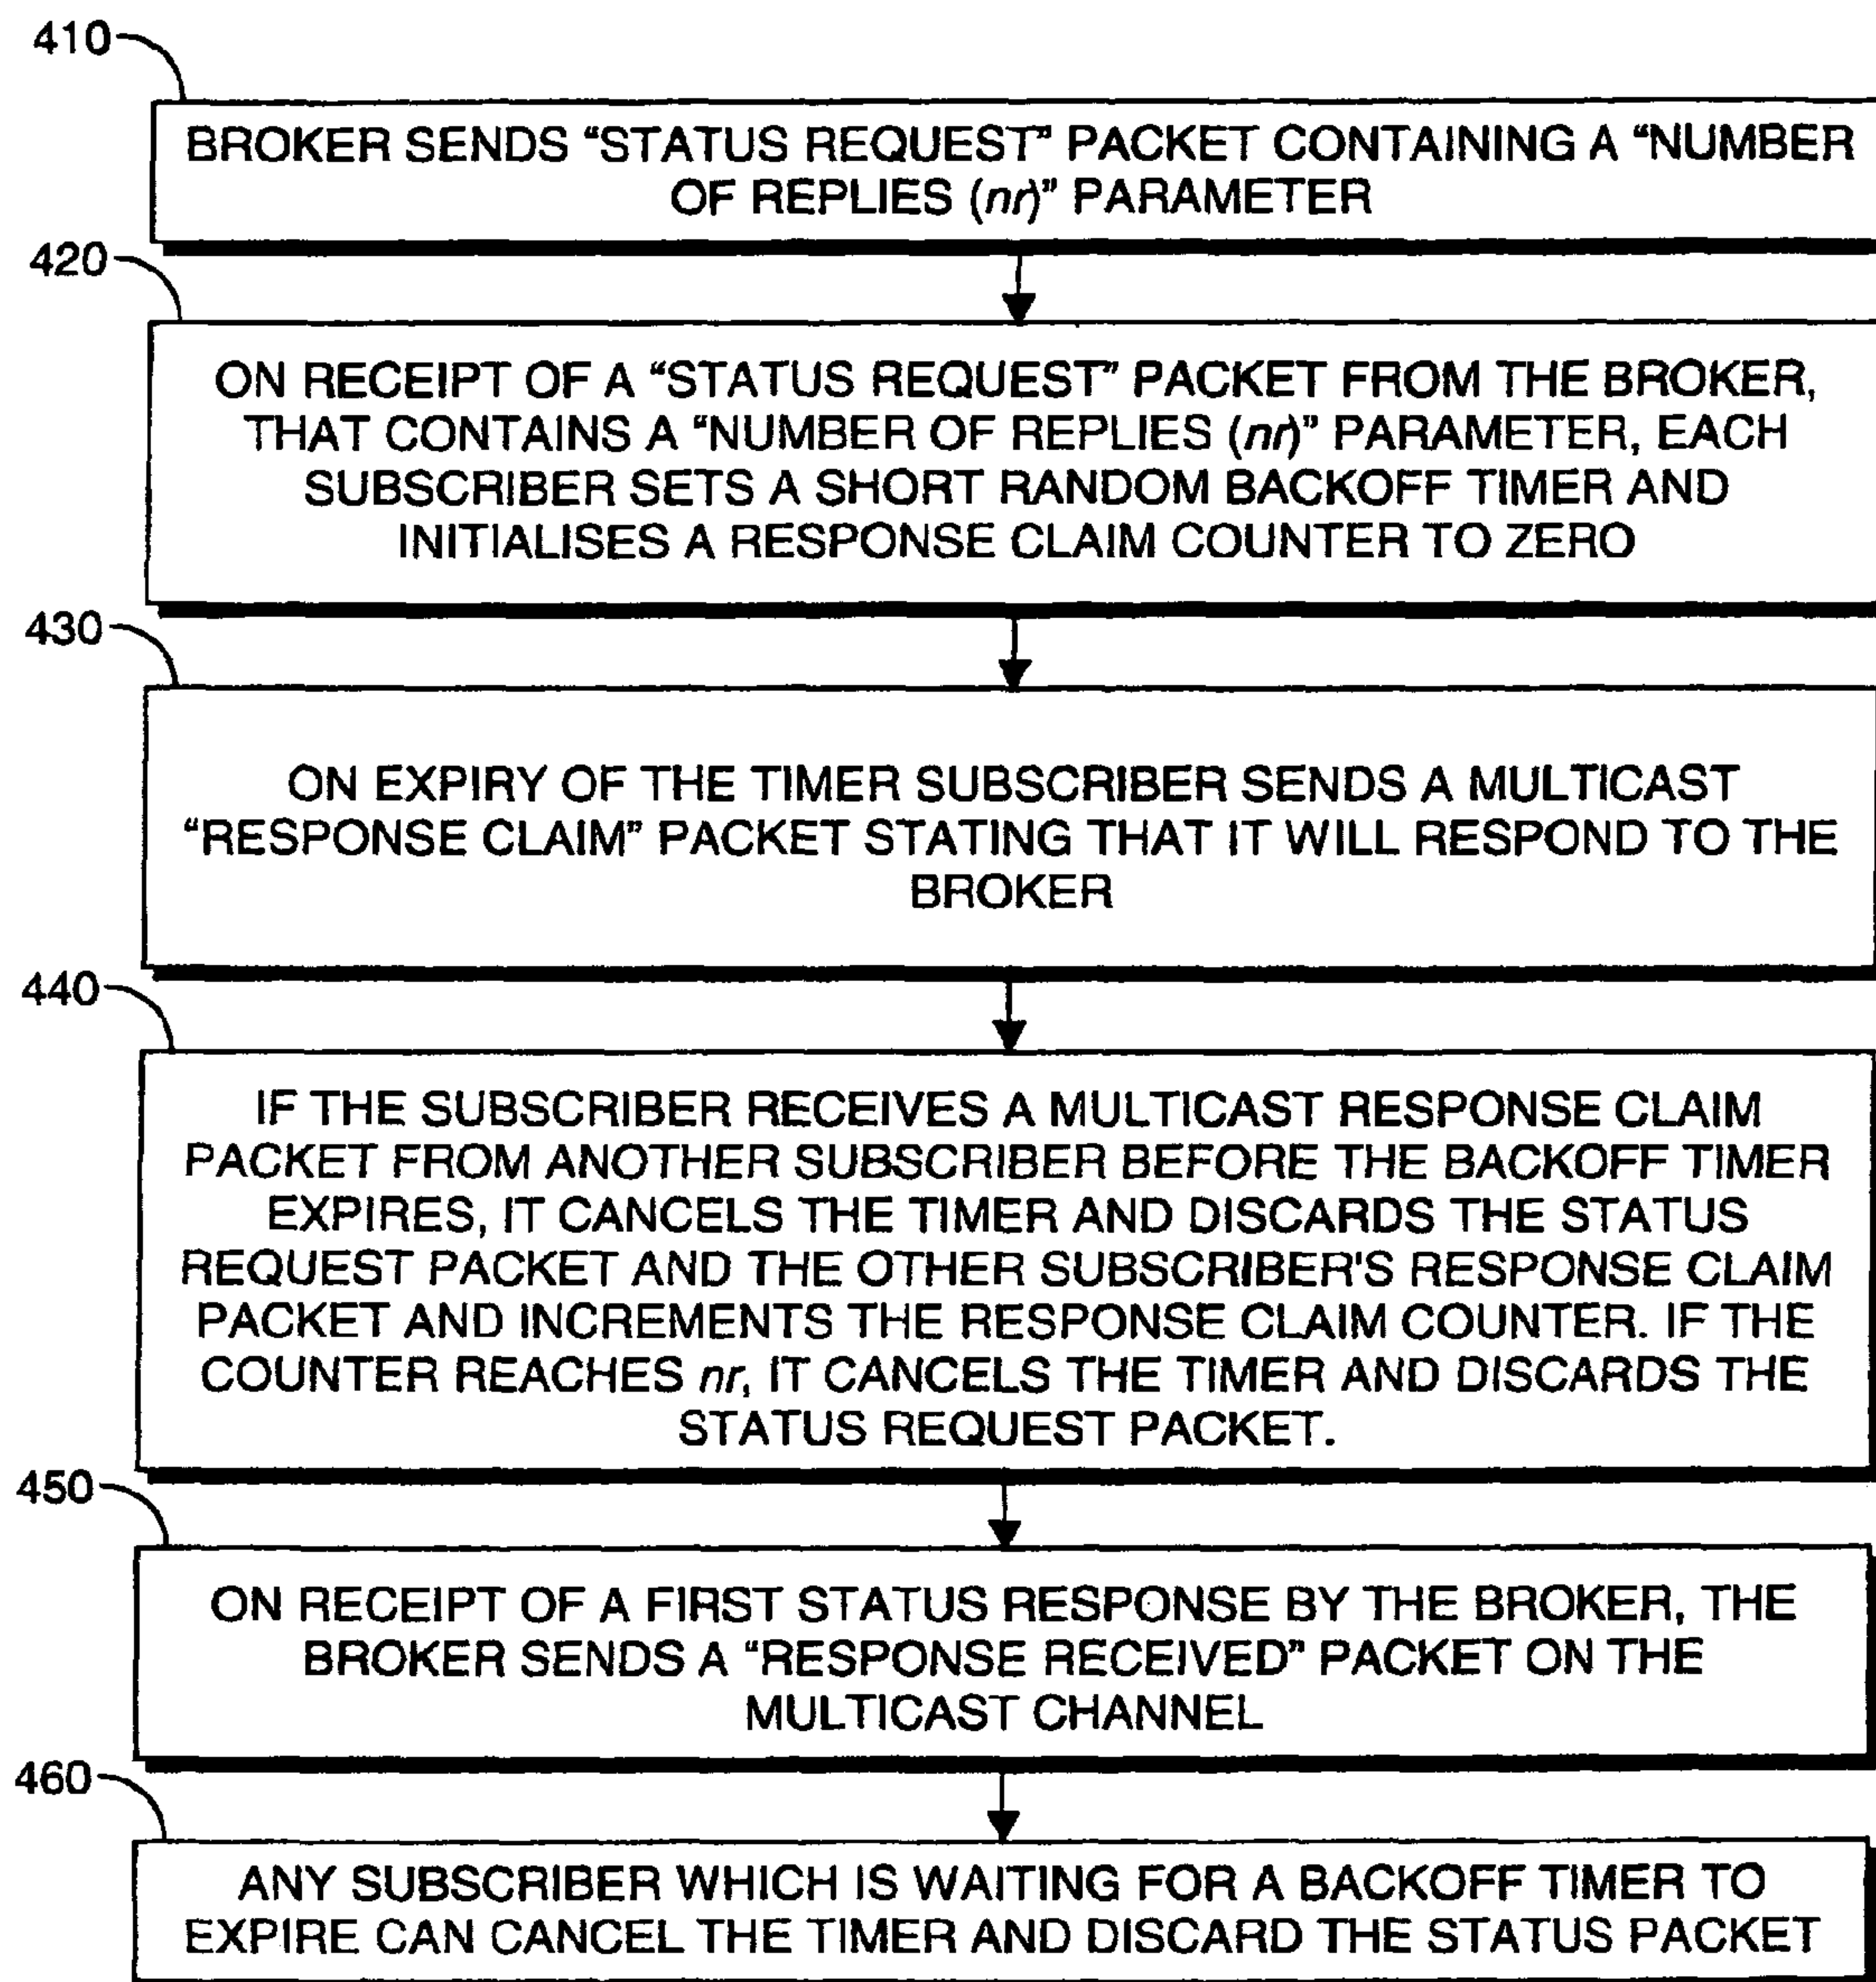 410
BROKER SENDS “STATUS REQUEST” PACKET CONTAINING A “NUMBER
OF REPLIES (nr)” PARAMETER
420
ON RECEIPT OF A “STATUS REQUEST” PACKET FROM THE BROKER,
THAT CONTAINS A “NUMBER OF REPLIES (nr)” PARAMETER, EACH
SUBSCRIBER SETS A SHORT RANDOM BACKOFF TIMER AND
INITIALISES A RESPONSE CLAIM COUNTER TO ZERO
430
ON EXPIRY OF THE TIMER SUBSCRIBER SENDS A MULTICAST
“RESPONSE CLAIM” PACKET STATING THAT IT WILL RESPOND TO THE
BROKER
440
IF THE SUBSCRIBER RECEIVES A MULTICAST RESPONSE CLAIM
PACKET FROM ANOTHER SUBSCRIBER BEFORE THE BACKOFF TIMER
EXPIRES, IT CANCELS THE TIMER AND DISCARDS THE STATUS
REQUEST PACKET AND THE OTHER SUBSCRIBER'S RESPONSE CLAIM
PACKET AND INCREMENTS THE RESPONSE CLAIM COUNTER. IF THE
COUNTER REACHES nr, IT CANCELS THE TIMER AND DISCARDS THE
STATUS REQUEST PACKET.
450
ON RECEIPT OF A FIRST STATUS RESPONSE BY THE BROKER, THE
BROKER SENDS A “RESPONSE RECEIVED” PACKET ON THE
MULTICAST CHANNEL
460
ANY SUBSCRIBER WHICH IS WAITING FOR A BACKOFF TIMER TO
EXPIRE CAN CANCEL THE TIMER AND DISCARD THE STATUS PACKET